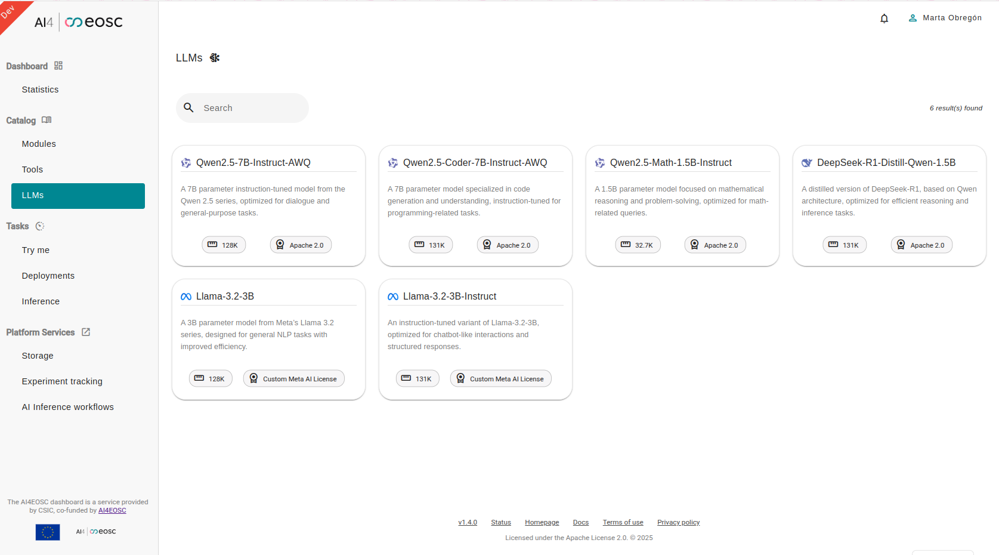 Dev
AI4 eosc
Marta Obregón
Dashboard
Statistics
Catalog
Modules
Tools
LLMs
Tasks
Try me
Deployments
Inference
Platform Services
Storage
Experiment tracking
AI Inference workflows
The AI4EOSC dashboard is a service provided
by CSIC, co-funded by AI4EOSC
AI4 eosc
LLMs
Search
6 result(s) found
Qwen2.5-7B-Instruct-AWQ
A 7B parameter instruction-tuned model from the
Qwen 2.5 series, optimized for dialogue and
general-purpose tasks.
128K Apache 2.0
Qwen2.5-Coder-7B-Instruct-AWQ
A 7B parameter model specialized in code
generation and understanding, instruction-tuned for
programming-related tasks.
131K Apache 2.0
Qwen2.5-Math-1.5B-Instruct
A 1.5B parameter model focused on mathematical
reasoning and problem-solving, optimized for math-
related queries.
32.7K Apache 2.0
DeepSeek-R1-Distill-Qwen-1.5B
A distilled version of DeepSeek-R1, based on Qwen
architecture, optimized for efficient reasoning and
inference tasks.
131K Apache 2.0
Llama-3.2-3B
A 3B parameter model from Meta’s Llama 3.2
series, designed for general NLP tasks with
improved efficiency.
128K Custom Meta AI License
Llama-3.2-3B-Instruct
An instruction-tuned variant of Llama-3.2-3B,
optimized for chatbot-like interactions and
structured responses.
131K Custom Meta AI License
v1.4.0 Status Homepage Docs Terms of use Privacy policy
Licensed under the Apache License 2.0. © 2025